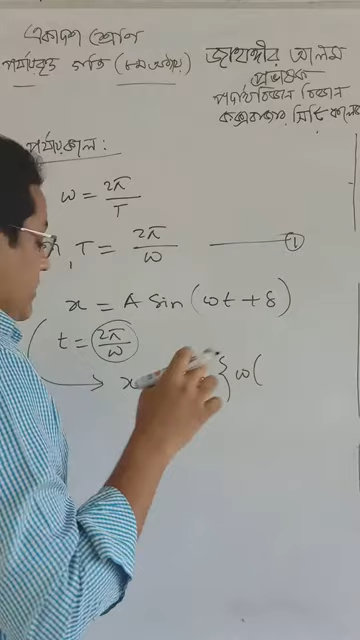 একাদশ শ্রেণি
পর্যাবৃত্ত গতি (৮ম অধ্যায়)
জাহাঙ্গীর আলম
প্রভাষক
পদার্থবিজ্ঞান বিভাগ
কক্সবাজার সিটি কলেজ
পর্যায়কাল:
ω = 2π/T
, T = 2π/ω ——— ①
x = A sin (ωt + δ)
t = 2π/ω
x } ω(